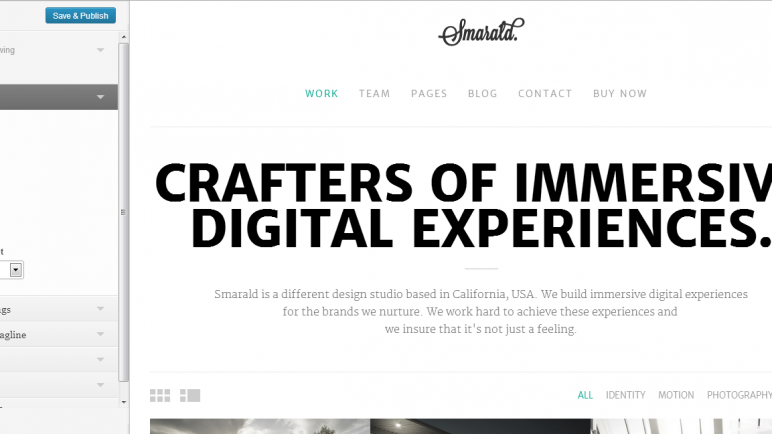 Save & Publish
Smarald.
WORK TEAM PAGES BLOG CONTACT BUY NOW
CRAFTERS OF IMMERSIV
DIGITAL EXPERIENCES.
Smarald is a different design studio based in California, USA. We build immersive digital experiences
for the brands we nurture. We work hard to achieve these experiences and
we insure that it's not just a feeling.
ALL IDENTITY MOTION PHOTOGRAPHY
wing
t
gs
agline